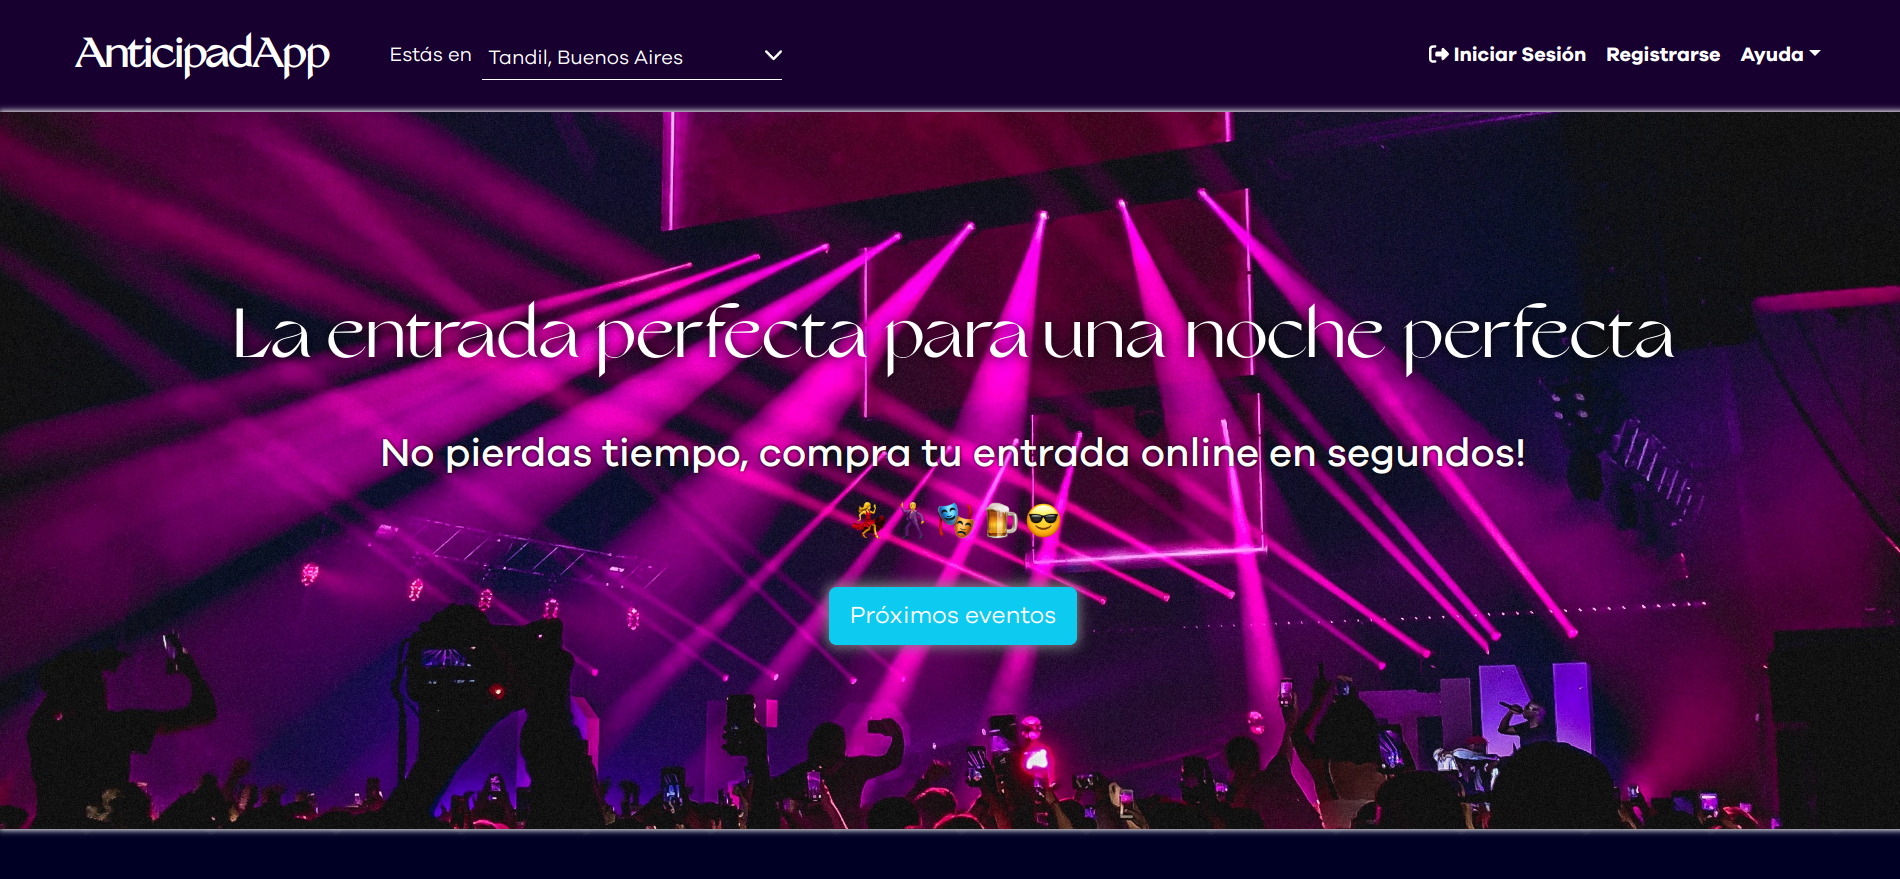 AnticipadApp
Estás en Tandil, Buenos Aires
Iniciar Sesión Registrarse Ayuda
La entrada perfecta para una noche perfecta
No pierdas tiempo, compra tu entrada online en segundos!
💃🕺🎭🍺😎
Próximos eventos